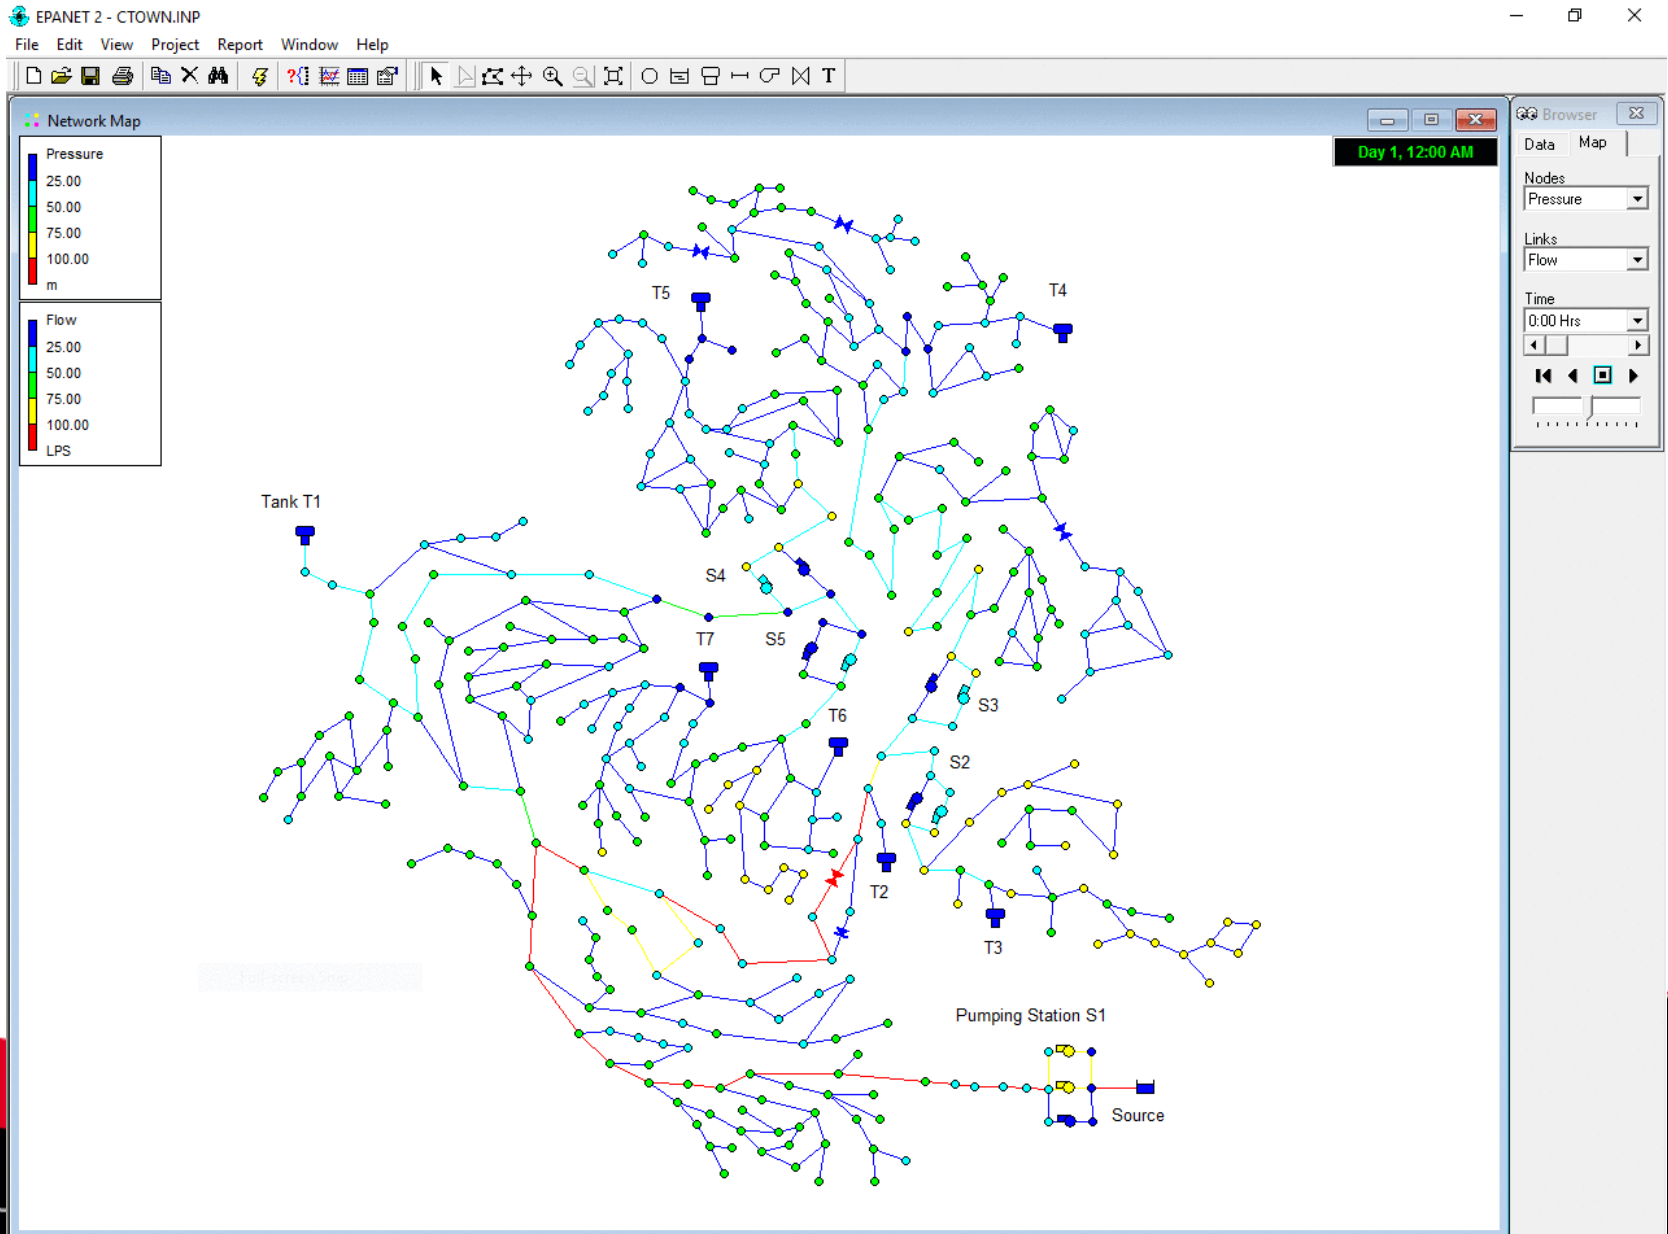 EPANET 2 - CTOWN.INP
File Edit View Project Report Window Help
T
Network Map
Browser
Data Map
Day 1, 12:00 AM
Pressure
25.00
50.00
75.00
100.00
m
Flow
25.00
50.00
75.00
100.00
LPS
Nodes
Pressure
Links
Flow
Time
0:00 Hrs
T5
T4
Tank T1
S4
T7
S5
S3
T6
S2
T2
T3
Pumping Station S1
Source